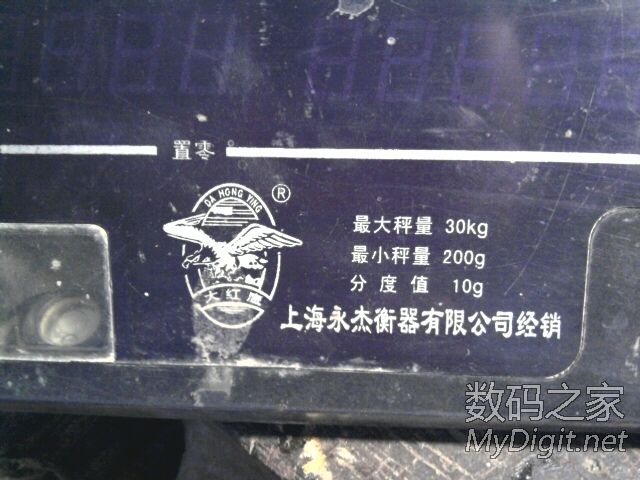 置零
DA HONG YING
®
大红鹰
最大秤量 30kg
最小秤量 200g
分度值 10g
上海永杰衡器有限公司经销
数码之家
MyDigit.net